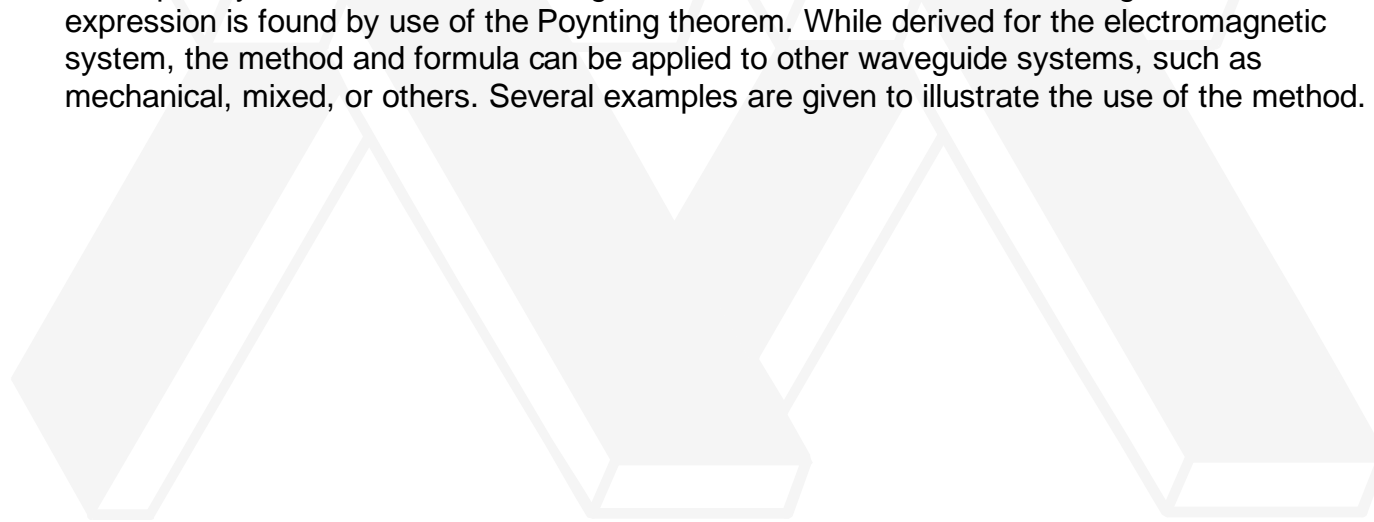 expression is found by use of the Poynting theorem. While derived for the electromagnetic
system, the method and formula can be applied to other waveguide systems, such as
mechanical, mixed, or others. Several examples are given to illustrate the use of the method.